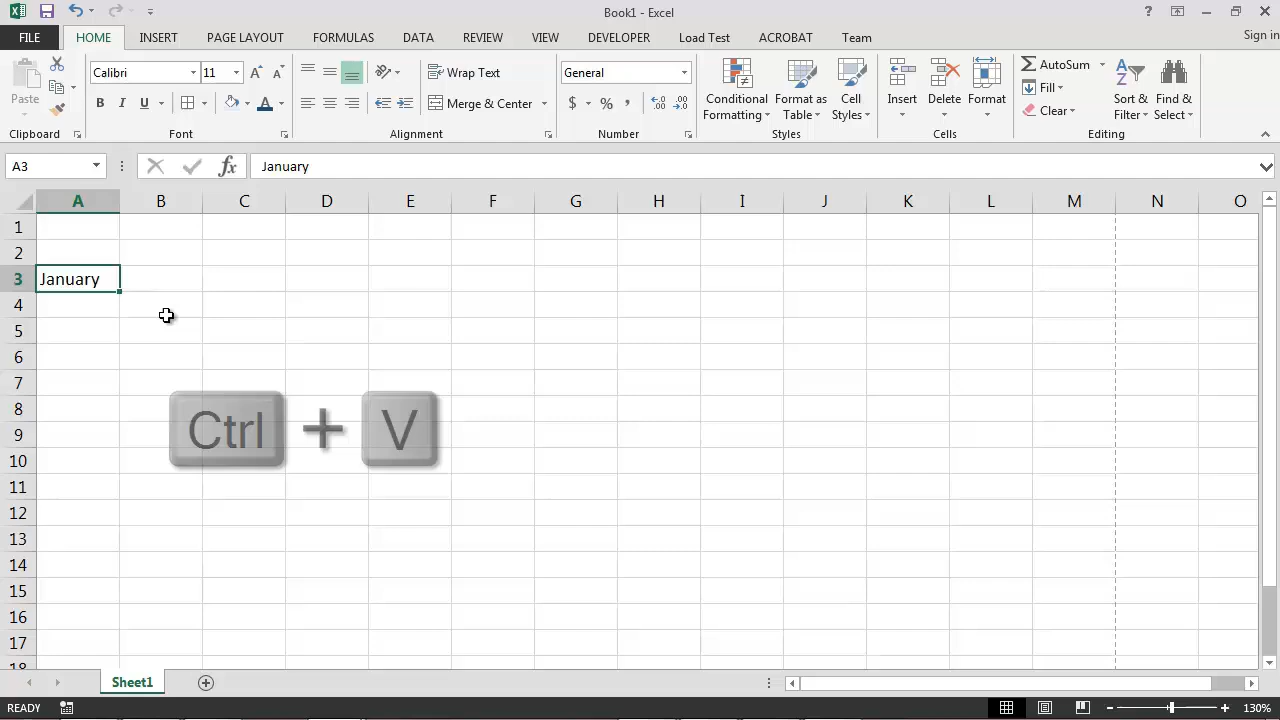 Book1 - Excel
Sign in
FILE HOME INSERT PAGE LAYOUT FORMULAS DATA REVIEW VIEW DEVELOPER Load Test ACROBAT Team
Paste
Clipboard
Calibri 11
B I U
Font
Wrap Text
Merge & Center
Alignment
General
$ % ,
Number
Conditional Formatting
Format as Table
Cell Styles
Styles
Insert Delete Format
Cells
AutoSum
Fill
Clear
Sort & Filter
Find & Select
Editing
A3 fx January
A B C D E F G H I J K L M N O
1
2
3 January
4
5
6
7
8
9
10
11
12
13
14
15
16
17
18
Ctrl + V
Sheet1
READY 130%